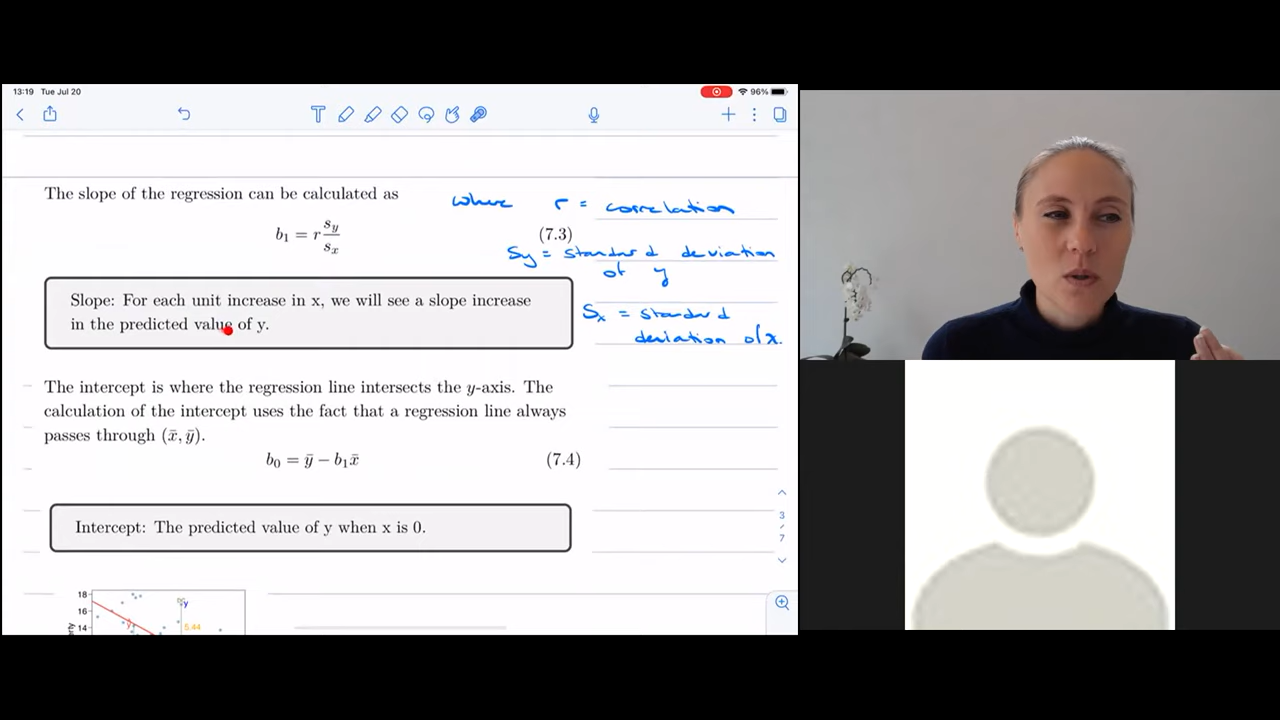 13:19 Tue Jul 20
96%
The slope of the regression can be calculated as
where r = correlation
b₁ = r s_y / s_x (7.3)
Sy = standard deviation
of y
Slope: For each unit increase in x, we will see a slope increase
in the predicted value of y.
Sx = standard
deviation of x.
The intercept is where the regression line intersects the y-axis. The
calculation of the intercept uses the fact that a regression line always
passes through (x̄, ȳ).
b₀ = ȳ − b₁x̄ (7.4)
3
/
7
Intercept: The predicted value of y when x is 0.
18
16
14
y
ŷ
5.44